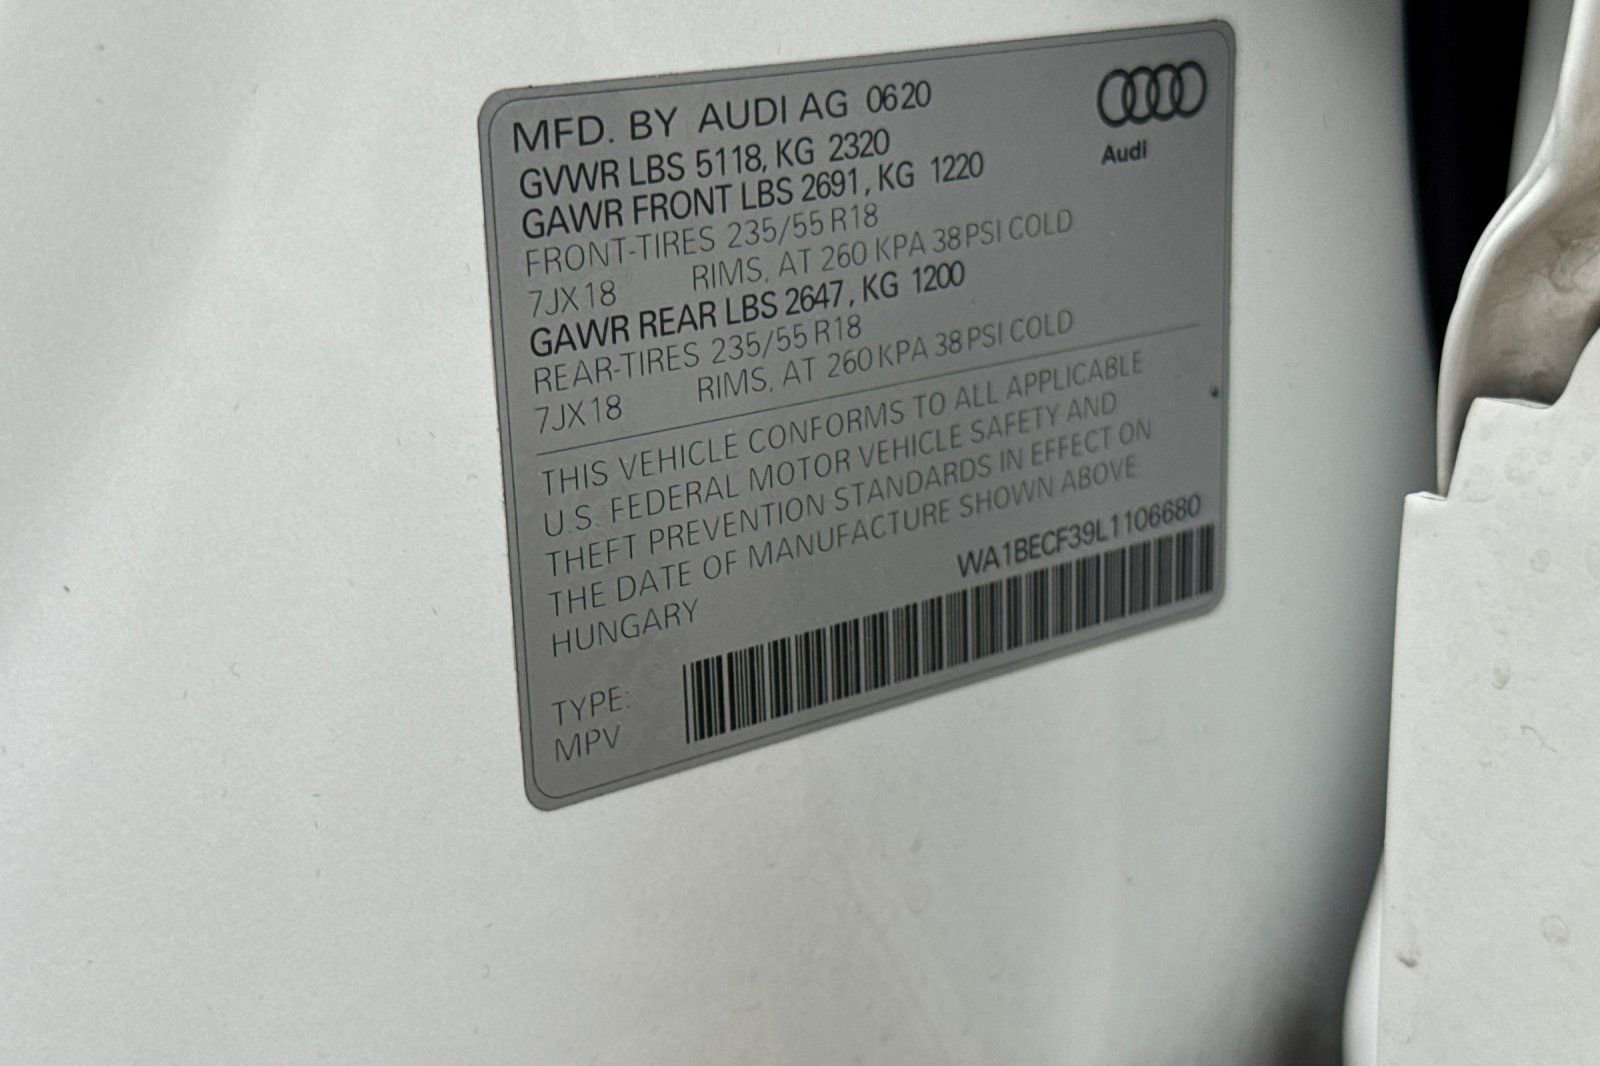 MFD. BY AUDI AG 0620
GVWR LBS 5118, KG 2320
GAWR FRONT LBS 2691, KG 1220
FRONT-TIRES 235/55 R18
7JX18 RIMS, AT 260 KPA 38 PSI COLD
GAWR REAR LBS 2647, KG 1200
REAR-TIRES 235/55 R18
7JX18 RIMS, AT 260 KPA 38 PSI COLD
Audi
THIS VEHICLE CONFORMS TO ALL APPLICABLE
U.S. FEDERAL MOTOR VEHICLE SAFETY AND
THEFT PREVENTION STANDARDS IN EFFECT ON
THE DATE OF MANUFACTURE SHOWN ABOVE.
HUNGARY
WA1BECF39L1106680
TYPE:
MPV